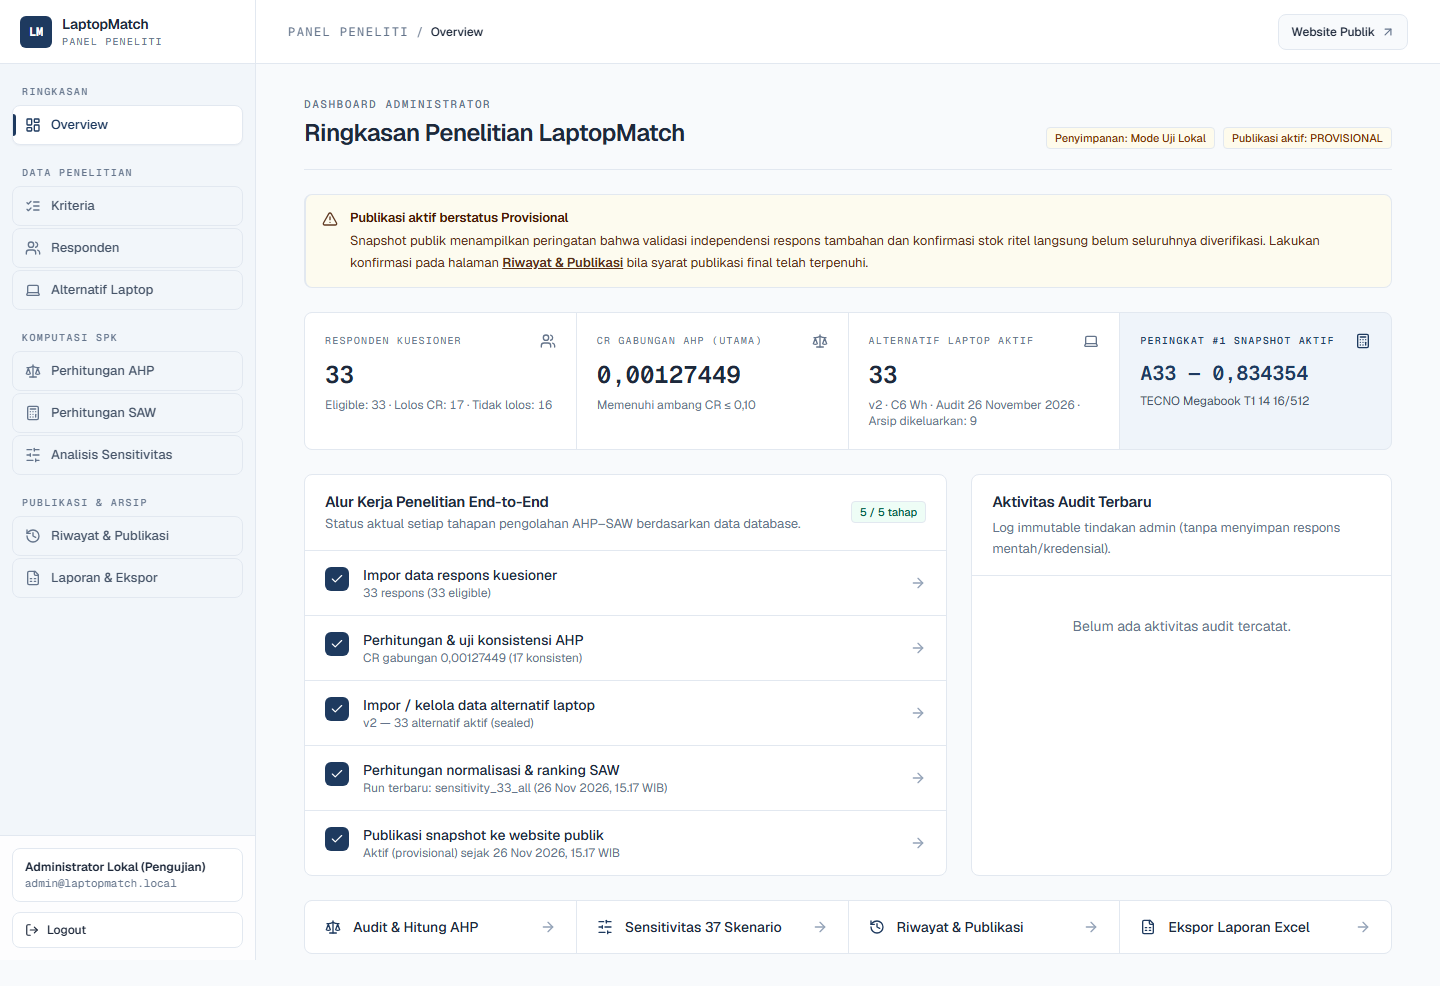 LM
LaptopMatch
PANEL PENELITI
PANEL PENELITI / Overview
Website Publik
RINGKASAN
Overview
DATA PENELITIAN
Kriteria
Responden
Alternatif Laptop
KOMPUTASI SPK
Perhitungan AHP
Perhitungan SAW
Analisis Sensitivitas
PUBLIKASI & ARSIP
Riwayat & Publikasi
Laporan & Ekspor
Administrator Lokal (Pengujian)
admin@laptopmatch.local
Logout
DASHBOARD ADMINISTRATOR
Ringkasan Penelitian LaptopMatch
Penyimpanan: Mode Uji Lokal
Publikasi aktif: PROVISIONAL
Publikasi aktif berstatus Provisional
Snapshot publik menampilkan peringatan bahwa validasi independensi respons tambahan dan konfirmasi stok ritel langsung belum seluruhnya diverifikasi. Lakukan
konfirmasi pada halaman Riwayat & Publikasi bila syarat publikasi final telah terpenuhi.
RESPONDEN KUESIONER
33
Eligible: 33 · Lolos CR: 17 · Tidak lolos: 16
CR GABUNGAN AHP (UTAMA)
0,00127449
Memenuhi ambang CR ≤ 0,10
ALTERNATIF LAPTOP AKTIF
33
v2 · C6 Wh · Audit 26 November 2026 ·
Arsip dikeluarkan: 9
PERINGKAT #1 SNAPSHOT AKTIF
A33 — 0,834354
TECNO Megabook T1 14 16/512
Alur Kerja Penelitian End-to-End
Status aktual setiap tahapan pengolahan AHP–SAW berdasarkan data database.
5 / 5 tahap
Impor data respons kuesioner
33 respons (33 eligible)
Perhitungan & uji konsistensi AHP
CR gabungan 0,00127449 (17 konsisten)
Impor / kelola data alternatif laptop
v2 — 33 alternatif aktif (sealed)
Perhitungan normalisasi & ranking SAW
Run terbaru: sensitivity_33_all (26 Nov 2026, 15.17 WIB)
Publikasi snapshot ke website publik
Aktif (provisional) sejak 26 Nov 2026, 15.17 WIB
Aktivitas Audit Terbaru
Log immutable tindakan admin (tanpa menyimpan respons
mentah/kredensial).
Belum ada aktivitas audit tercatat.
Audit & Hitung AHP
Sensitivitas 37 Skenario
Riwayat & Publikasi
Ekspor Laporan Excel